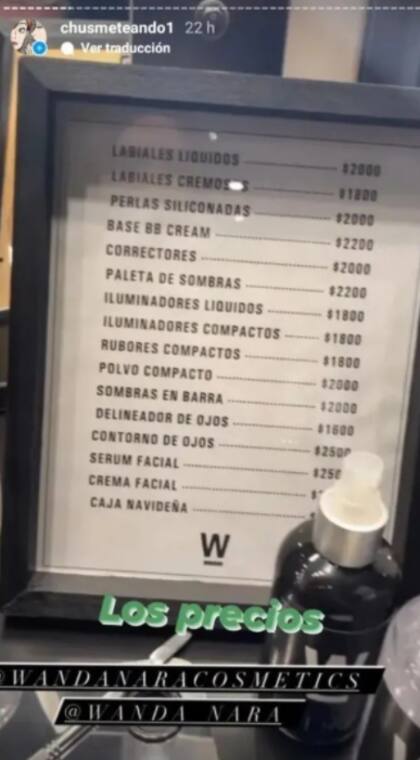 chusmeteando1 22 h
Ver traducción
LABIALES LIQUIDOS $2000
LABIALES CREMOSOS $1800
PERLAS SILICONADAS $2000
BASE BB CREAM $2200
CORRECTORES $2000
PALETA DE SOMBRAS $2200
ILUMINADORES LIQUIDOS $1800
ILUMINADORES COMPACTOS $1800
RUBORES COMPACTOS $1800
POLVO COMPACTO $2000
SOMBRAS EN BARRA $2000
DELINEADOR DE OJOS $1600
CONTORNO DE OJOS $2500
SERUM FACIAL
CREMA FACIAL
CAJA NAVIDEÑA
W
Los precios
@WANDANARACOSMETICS
@WANDA_NARA